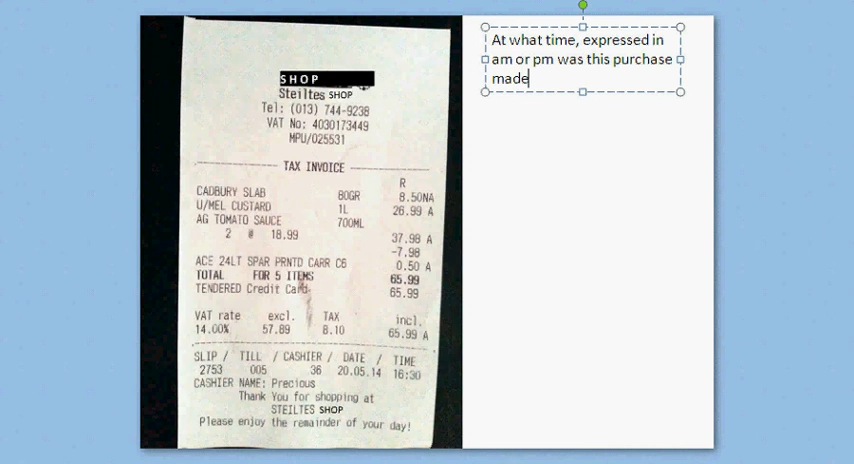 SHOP
Steiltes SHOP
Tel: (013) 744-9238
VAT No: 4030173449
MPU/025531
TAX INVOICE
R
CADBURY SLAB 80GR 8.50NA
U/MEL CUSTARD 1L 26.99 A
AG TOMATO SAUCE 700ML
2 @ 18.99 37.98 A
-7.98
ACE 24LT SPAR PRNTD CARR C6 0.50 A
TOTAL FOR 5 ITEMS 65.99
TENDERED Credit Card 65.99
VAT rate excl. TAX incl.
14.00% 57.89 8.10 65.99 A
SLIP / TILL / CASHIER / DATE / TIME
2753 005 36 20.05.14 16:30
CASHIER NAME: Precious
Thank You for shopping at
STEILTES SHOP
Please enjoy the remainder of your day!
At what time, expressed in
am or pm was this purchase
made